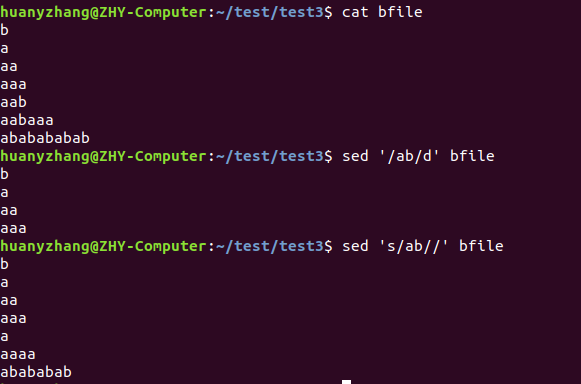 huanyzhang@ZHY-Computer:~/test/test3$ cat bfile
b
a
aa
aaa
aab
aabaaa
ababababab
huanyzhang@ZHY-Computer:~/test/test3$ sed '/ab/d' bfile
b
a
aa
aaa
huanyzhang@ZHY-Computer:~/test/test3$ sed 's/ab//' bfile
b
a
aa
aaa
a
aaaa
abababab